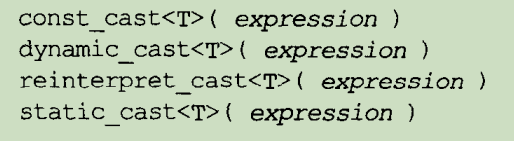 const_cast<T>( expression )
dynamic_cast<T>( expression )
reinterpret_cast<T>( expression )
static_cast<T>( expression )